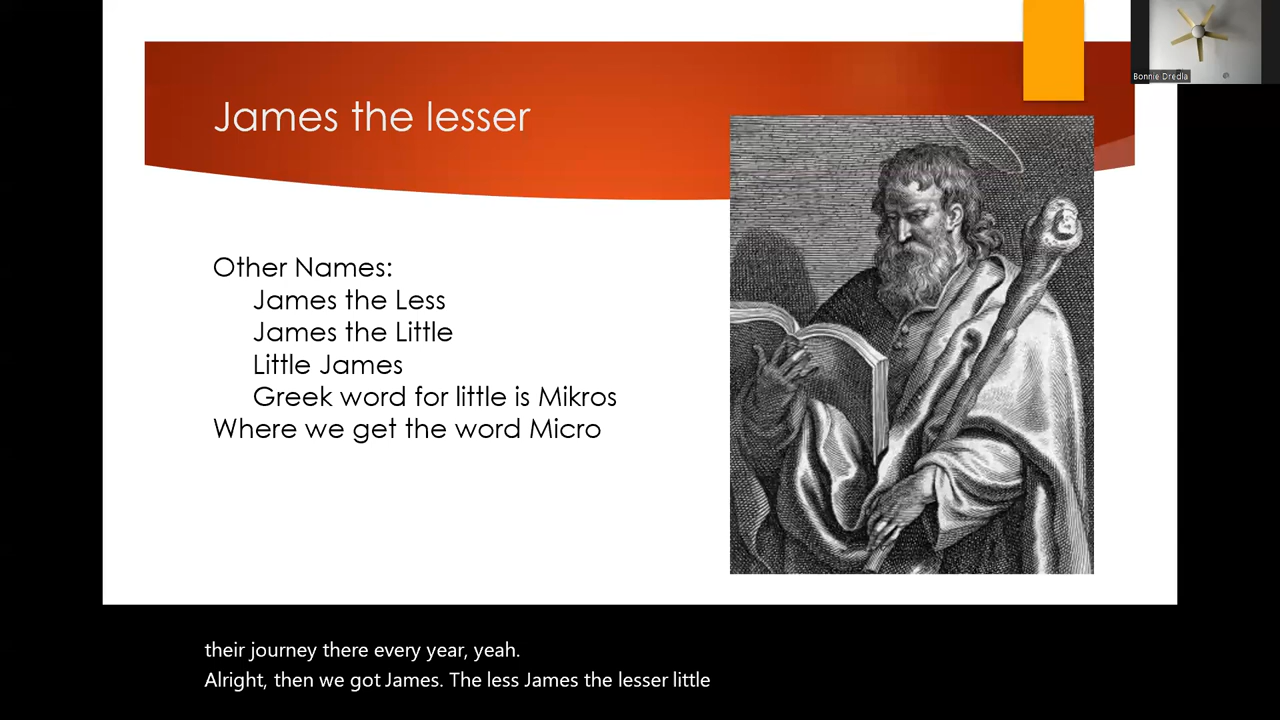 James the lesser
Bonnie Dredla
Other Names:
James the Less
James the Little
Little James
Greek word for little is Mikros
Where we get the word Micro
their journey there every year, yeah.
Alright, then we got James. The less James the lesser little